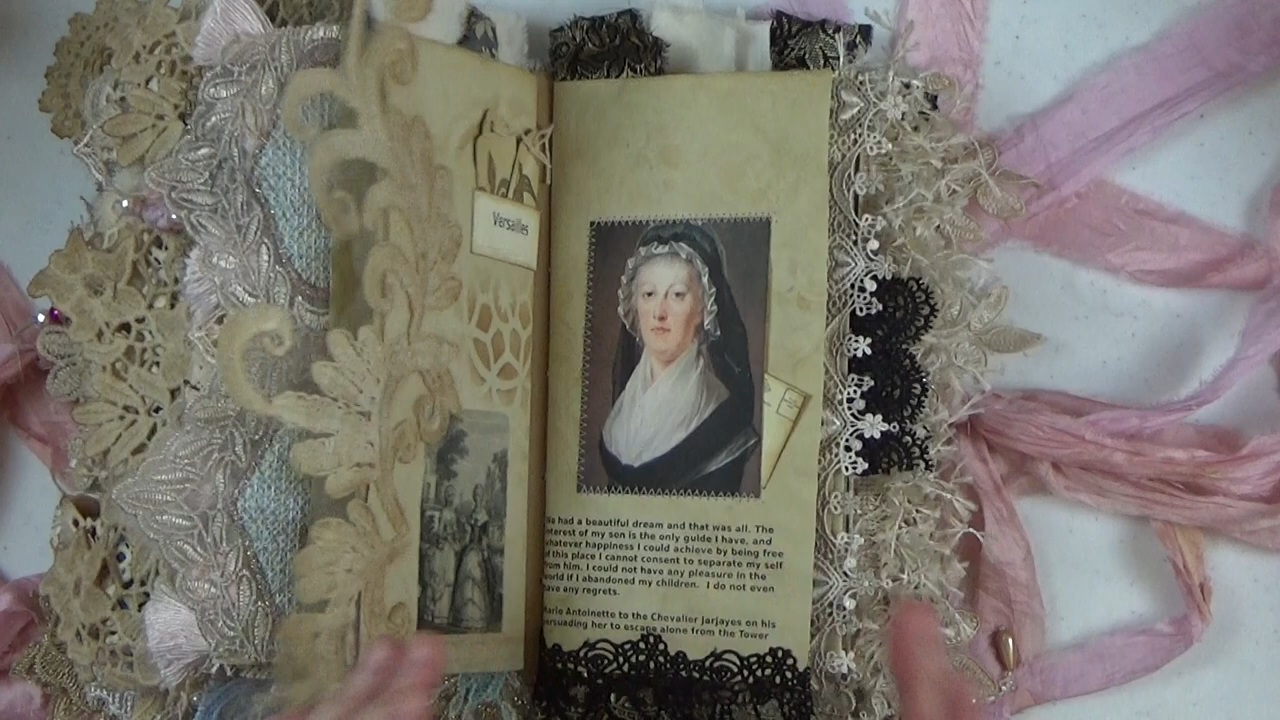 Versailles
had a beautiful dream and that was all. The
interest of my son is the only guide I have, and
whatever happiness I could achieve by being free
of this place I cannot consent to separate my self
from him. I could not have any pleasure in the
world if I abandoned my children. I do not even
have any regrets.
Marie Antoinette to the Chevalier Jarjayes on his
persuading her to escape alone from the Tower